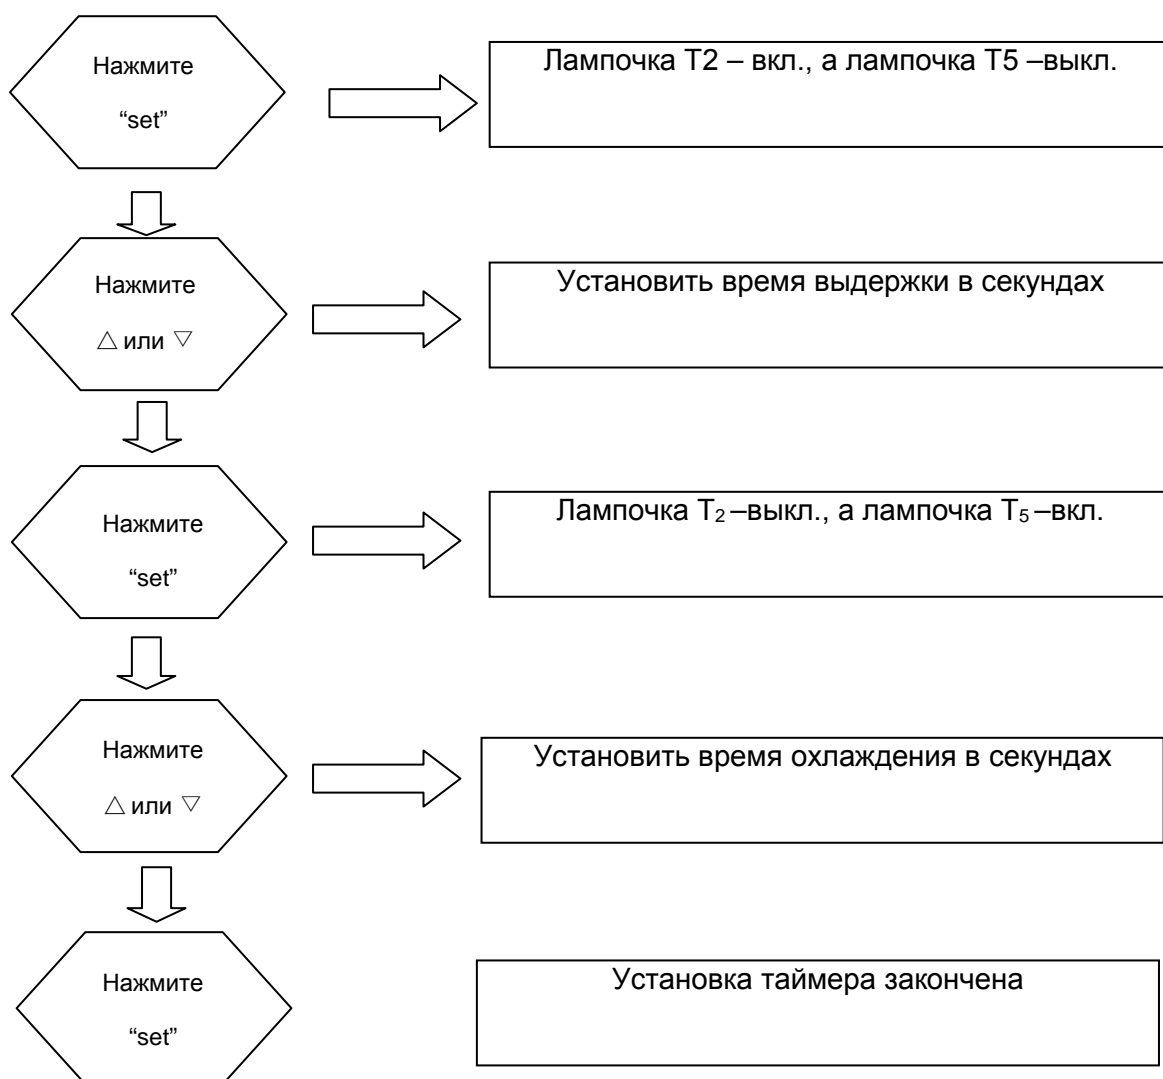 Нажмите
“set”
Лампочка Т2 – вкл., а лампочка Т5 –выкл.
Нажмите
△ или ▽
Установить время выдержки в секундах
Нажмите
“set”
Лампочка Т₂ –выкл., а лампочка Т₅ –вкл.
Нажмите
△ или ▽
Установить время охлаждения в секундах
Нажмите
“set”
Установка таймера закончена